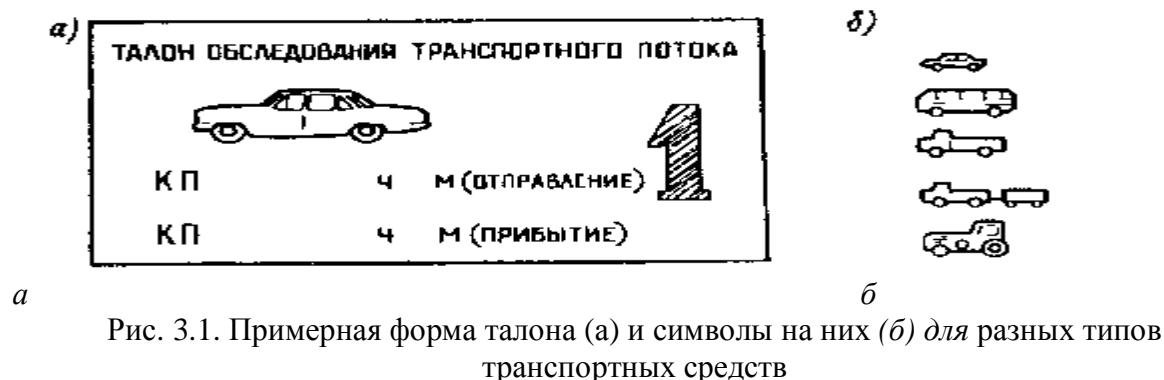 а)
ТАЛОН ОБСЛЕДОВАНИЯ ТРАНСПОРТНОГО ПОТОКА
1
КП ч м (ОТПРАВЛЕНИЕ)
КП ч м (ПРИБЫТИЕ)
б)
а б
Рис. 3.1. Примерная форма талона (а) и символы на них (б) для разных типов
транспортных средств